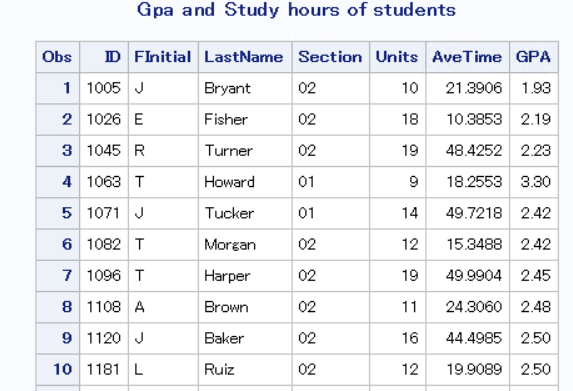 Gpa and Study hours of students
Obs ID FInitial LastName Section Units AveTime GPA
1 1005 J Bryant 02 10 21.3906 1.93
2 1026 E Fisher 02 18 10.3853 2.19
3 1045 R Turner 02 19 48.4252 2.23
4 1063 T Howard 01 9 18.2553 3.30
5 1071 J Tucker 01 14 49.7218 2.42
6 1082 T Morgan 02 12 15.3488 2.42
7 1096 T Harper 02 19 49.9904 2.45
8 1108 A Brown 02 11 24.3060 2.48
9 1120 J Baker 02 16 44.4985 2.50
10 1181 L Ruiz 02 12 19.9089 2.50